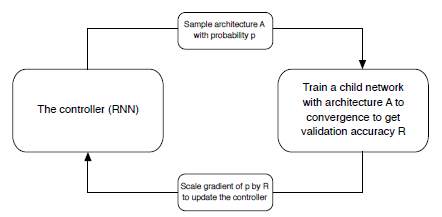 Sample architecture A
with probability p
The controller (RNN)
Train a child network
with architecture A to
convergence to get
validation accuracy R
Scale gradient of p by R
to update the controller